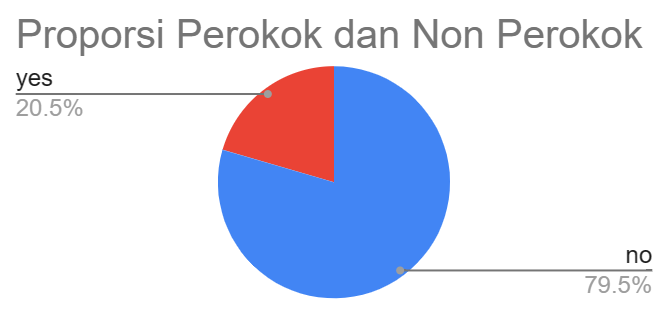 Proporsi Perokok dan Non Perokok
yes
20.5%
no
79.5%